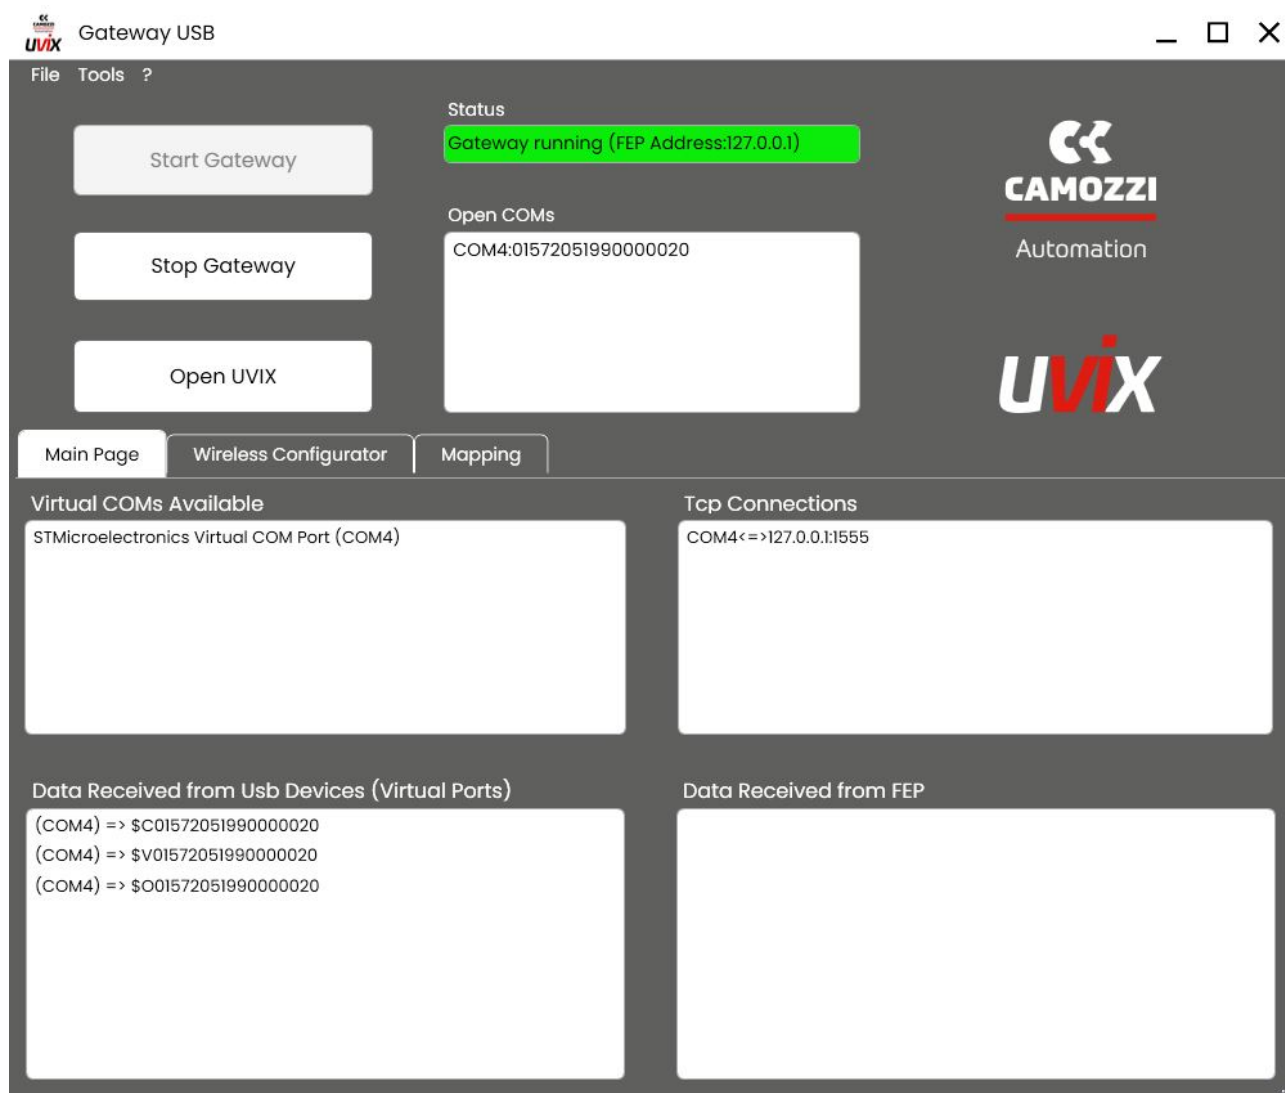 CAMOZZI
UVIX
Gateway USB
File Tools ?
Start Gateway
Stop Gateway
Open UVIX
Status
Gateway running (FEP Address:127.0.0.1)
Open COMs
COM4:01572051990000020
CAMOZZI
Automation
UViX
Main Page
Wireless Configurator
Mapping
Virtual COMs Available
STMicroelectronics Virtual COM Port (COM4)
Tcp Connections
COM4<=>127.0.0.1:1555
Data Received from Usb Devices (Virtual Ports)
(COM4) => $C01572051990000020
(COM4) => $V01572051990000020
(COM4) => $O01572051990000020
Data Received from FEP